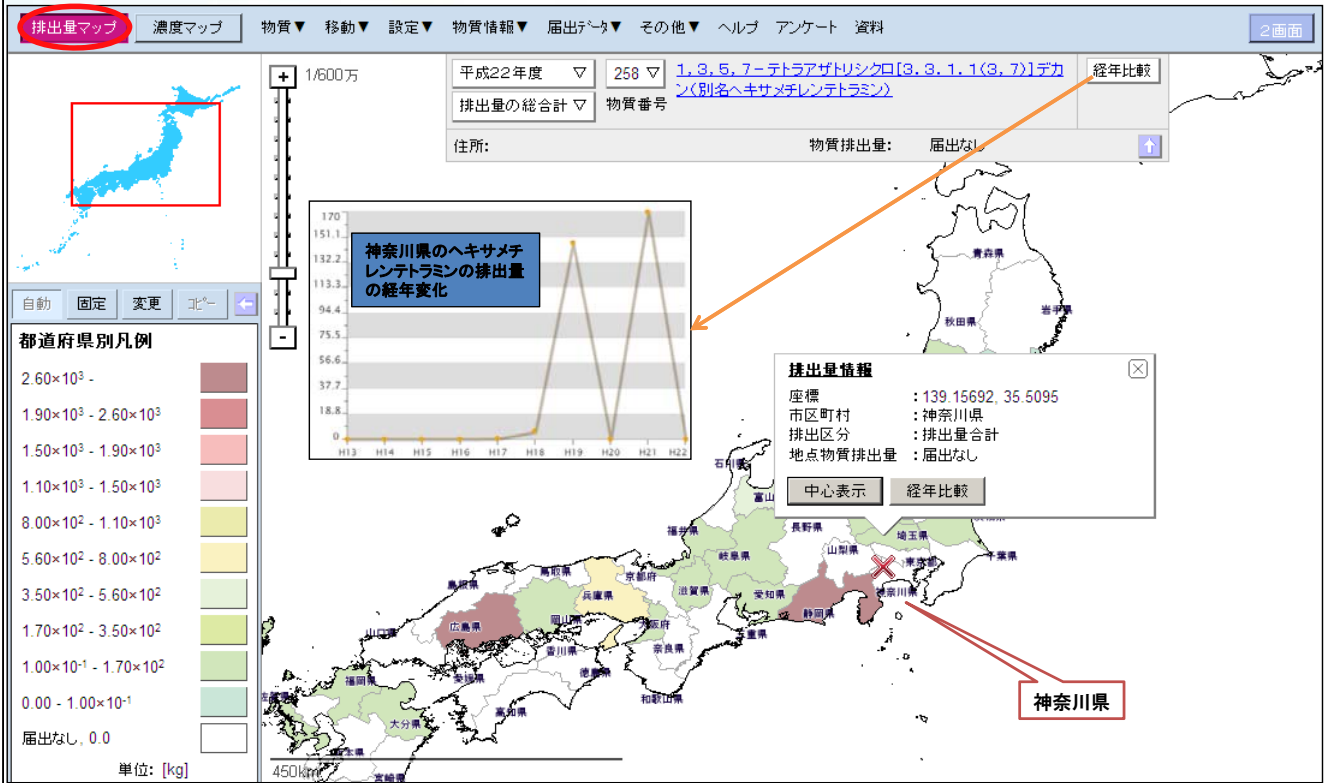 排出量マップ 濃度マップ 物質▼ 移動▼ 設定▼ 物質情報▼ 届出データ▼ その他▼ ヘルプ アンケート 資料 2画面
+ 1/600万
平成22年度 ▽ 258 ▽ 1,3,5,7-テトラアザトリシクロ[3.3.1.1(3,7)]デカ
ン(別名ヘキサメチレンテトラミン)
経年比較
排出量の総合計 ▽ 物質番号
住所: 物質排出量: 届出なし
↑
神奈川県のヘキサメチ
レンテトラミンの排出量
の経年変化
170
151.1
132.2
113.3
94.4
75.5
56.6
37.7
18.8
0
H13 H14 H15 H16 H17 H18 H19 H20 H21 H22
-
自動 固定 変更 コピー ←
都道府県別凡例
2.60×10³ -
1.90×10³ - 2.60×10³
1.50×10³ - 1.90×10³
1.10×10³ - 1.50×10³
8.00×10² - 1.10×10³
5.60×10² - 8.00×10²
3.50×10² - 5.60×10²
1.70×10² - 3.50×10²
1.00×10⁻¹ - 1.70×10²
0.00 - 1.00×10⁻¹
届出なし, 0.0
単位: [kg]
青森県
秋田県
岩手県
排出量情報
座標 : 139.15692, 35.5095
市区町村 : 神奈川県
排出区分 : 排出量合計
地点物質排出量 : 届出なし
中心表示 経年比較
石川県
富山
福井県
長野県
埼玉県
岐阜県
山梨県
東京都
千葉県
鳥取県
京都府
島根県
兵庫県
滋賀県
愛知県
神奈川県
静岡県
山口県
広島県
岡山県
大阪府
三重県
香川県
奈良県
徳島県
福岡県
愛媛県
和歌山県
高知県
大分県
宮崎県
神奈川県
450km